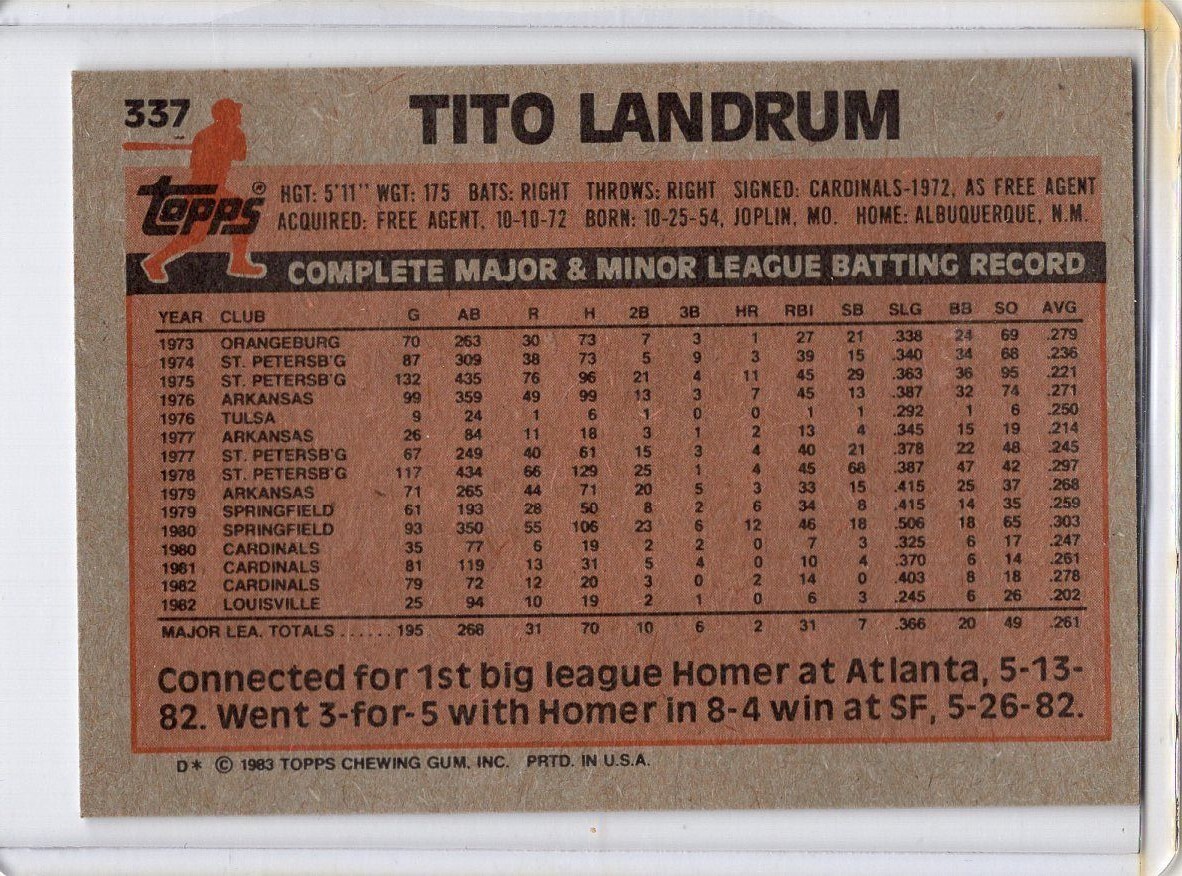 337
TITO LANDRUM
topps®
HGT: 5'11" WGT: 175 BATS: RIGHT THROWS: RIGHT SIGNED: CARDINALS-1972, AS FREE AGENT
ACQUIRED: FREE AGENT, 10-10-72 BORN: 10-25-54, JOPLIN, MO. HOME: ALBUQUERQUE, N.M.
COMPLETE MAJOR & MINOR LEAGUE BATTING RECORD
YEAR CLUB G AB R H 2B 3B HR RBI SB SLG BB SO AVG
1973 ORANGEBURG 70 263 30 73 7 3 1 27 21 .338 24 69 .279
1974 ST. PETERSB'G 87 309 38 73 5 9 3 39 15 .340 34 68 .236
1975 ST. PETERSB'G 132 435 76 96 21 4 11 45 29 .363 36 95 .221
1976 ARKANSAS 99 359 49 99 13 3 7 45 13 .387 32 74 .271
1976 TULSA 9 24 1 6 1 0 0 1 1 .292 1 6 .250
1977 ARKANSAS 26 84 11 18 3 1 2 13 4 .345 15 19 .214
1977 ST. PETERSB'G 67 249 40 61 15 3 4 40 21 .378 22 48 .245
1978 ST. PETERSB'G 117 434 66 129 25 1 4 45 68 .387 47 42 .297
1979 ARKANSAS 71 265 44 71 20 5 3 33 15 .415 25 37 .268
1979 SPRINGFIELD 61 193 28 50 8 2 6 34 8 .415 14 35 .259
1980 SPRINGFIELD 93 350 55 106 23 6 12 46 18 .506 18 65 .303
1980 CARDINALS 35 77 6 19 2 2 0 7 3 .325 6 17 .247
1981 CARDINALS 81 119 13 31 5 4 0 10 4 .370 6 14 .261
1982 CARDINALS 79 72 12 20 3 0 2 14 0 .403 8 18 .278
1982 LOUISVILLE 25 94 10 19 2 1 0 6 3 .245 6 26 .202
MAJOR LEA. TOTALS ...... 195 268 31 70 10 6 2 31 7 .366 20 49 .261
Connected for 1st big league Homer at Atlanta, 5-13-
82. Went 3-for-5 with Homer in 8-4 win at SF, 5-26-82.
D* © 1983 TOPPS CHEWING GUM, INC. PRTD. IN U.S.A.